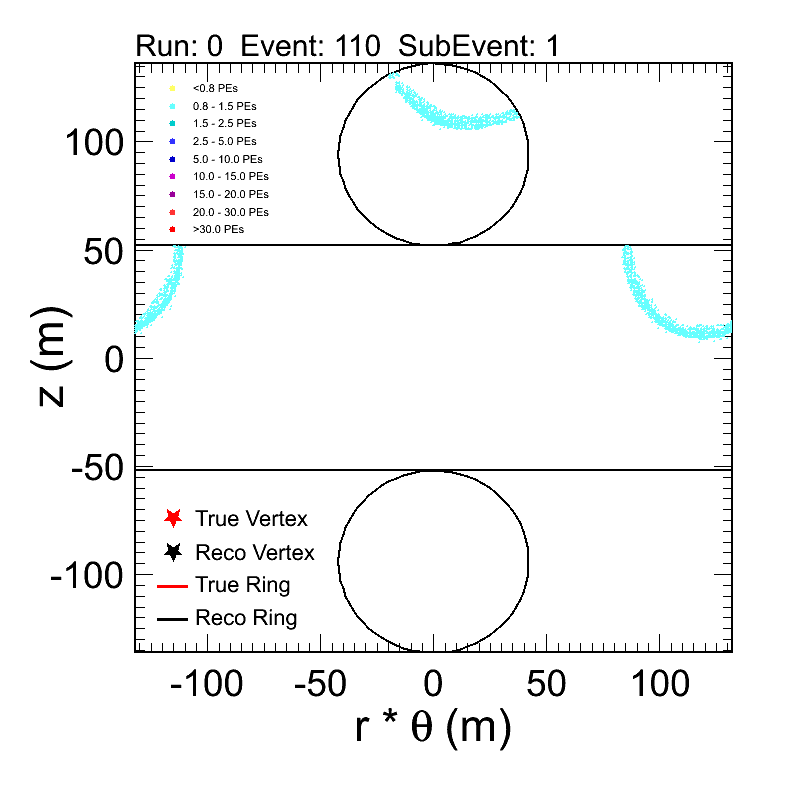 Run: 0 Event: 110 SubEvent: 1
<0.8 PEs
0.8 - 1.5 PEs
1.5 - 2.5 PEs
2.5 - 5.0 PEs
5.0 - 10.0 PEs
10.0 - 15.0 PEs
15.0 - 20.0 PEs
20.0 - 30.0 PEs
>30.0 PEs
100
50
0
-50
-100
z (m)
True Vertex
Reco Vertex
True Ring
Reco Ring
-100 -50 0 50 100
r * θ (m)